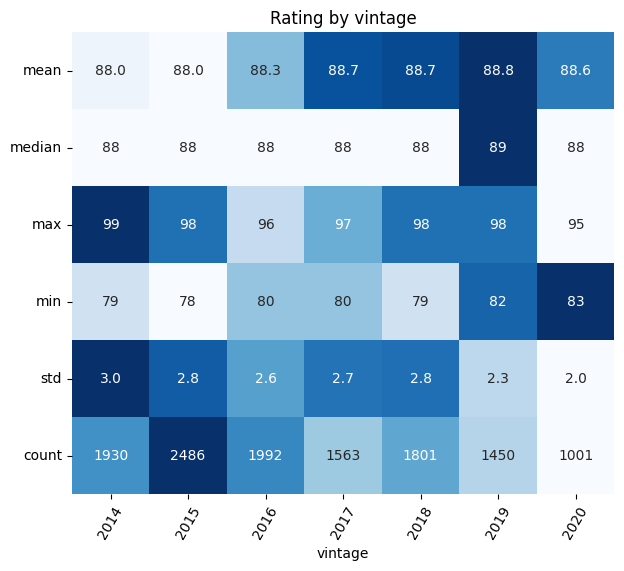 Rating by vintage
mean 88.0 88.0 88.3 88.7 88.7 88.8 88.6
median 88 88 88 88 88 89 88
max 99 98 96 97 98 98 95
min 79 78 80 80 79 82 83
std 3.0 2.8 2.6 2.7 2.8 2.3 2.0
count 1930 2486 1992 1563 1801 1450 1001
2014 2015 2016 2017 2018 2019 2020
vintage